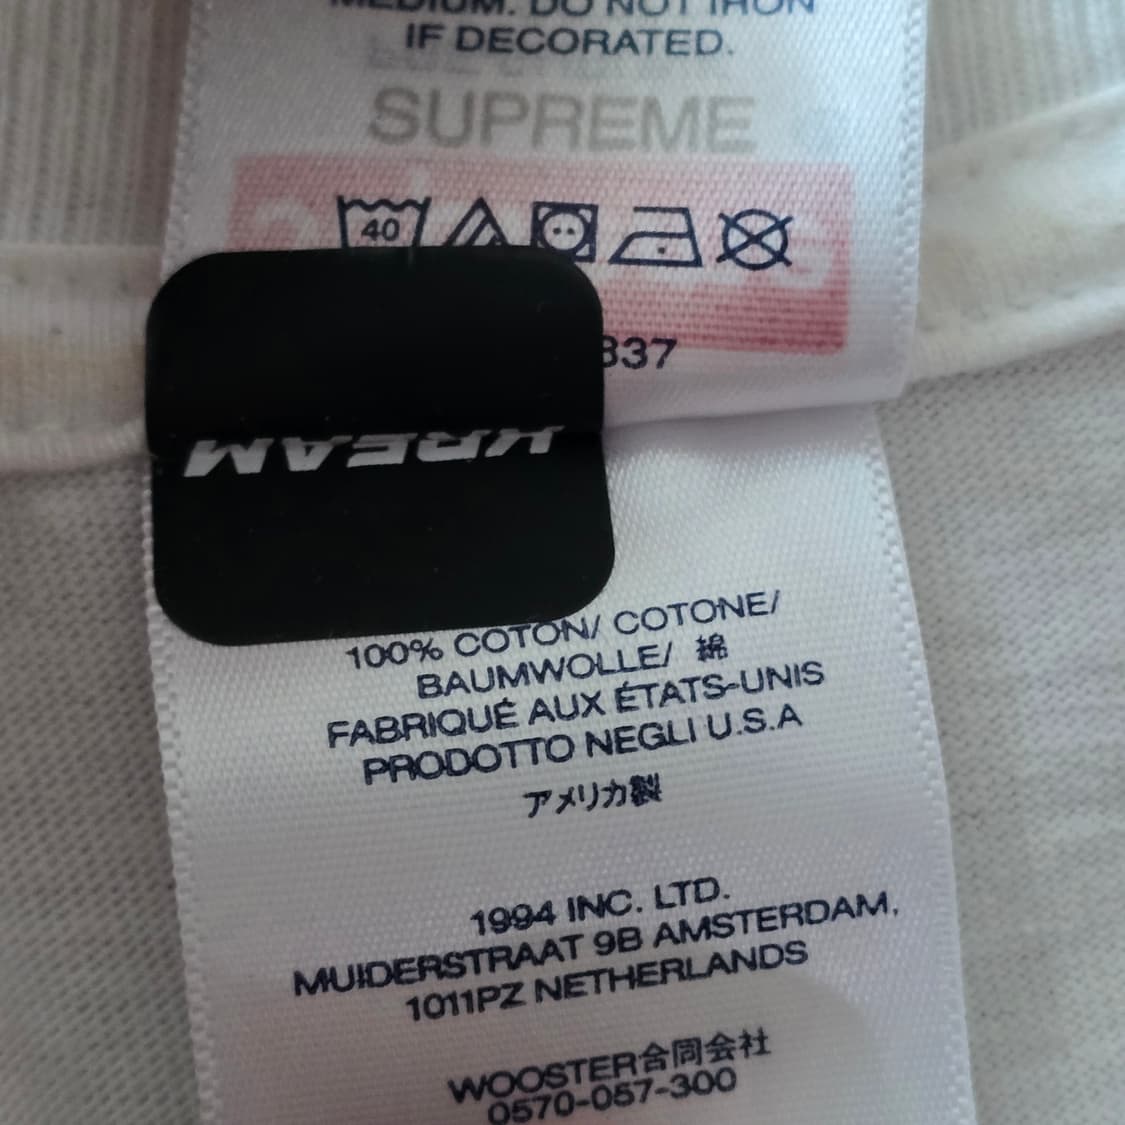 MEDIUM. DO NOT IRON
IF DECORATED.
SUPREME
40
337
KREAM
100% COTON/ COTONE/
BAUMWOLLE/ 綿
FABRIQUÉ AUX ÉTATS-UNIS
PRODOTTO NEGLI U.S.A
アメリカ製
1994 INC. LTD.
MUIDERSTRAAT 9B AMSTERDAM,
1011PZ NETHERLANDS
WOOSTER合同会社
0570-057-300